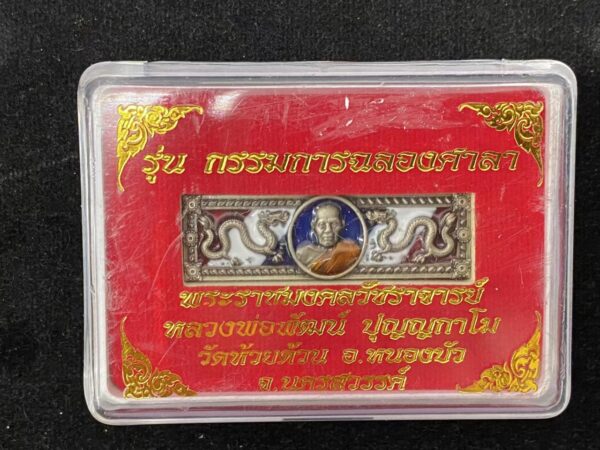 รุ่น กรรมการฉลองศาลา
พระราชมงคลวัชราจารย์
หลวงพ่อพัฒน์ ปุญญกาโม
วัดห้วยด้วน อ.หนองบัว
จ.นครสวรรค์